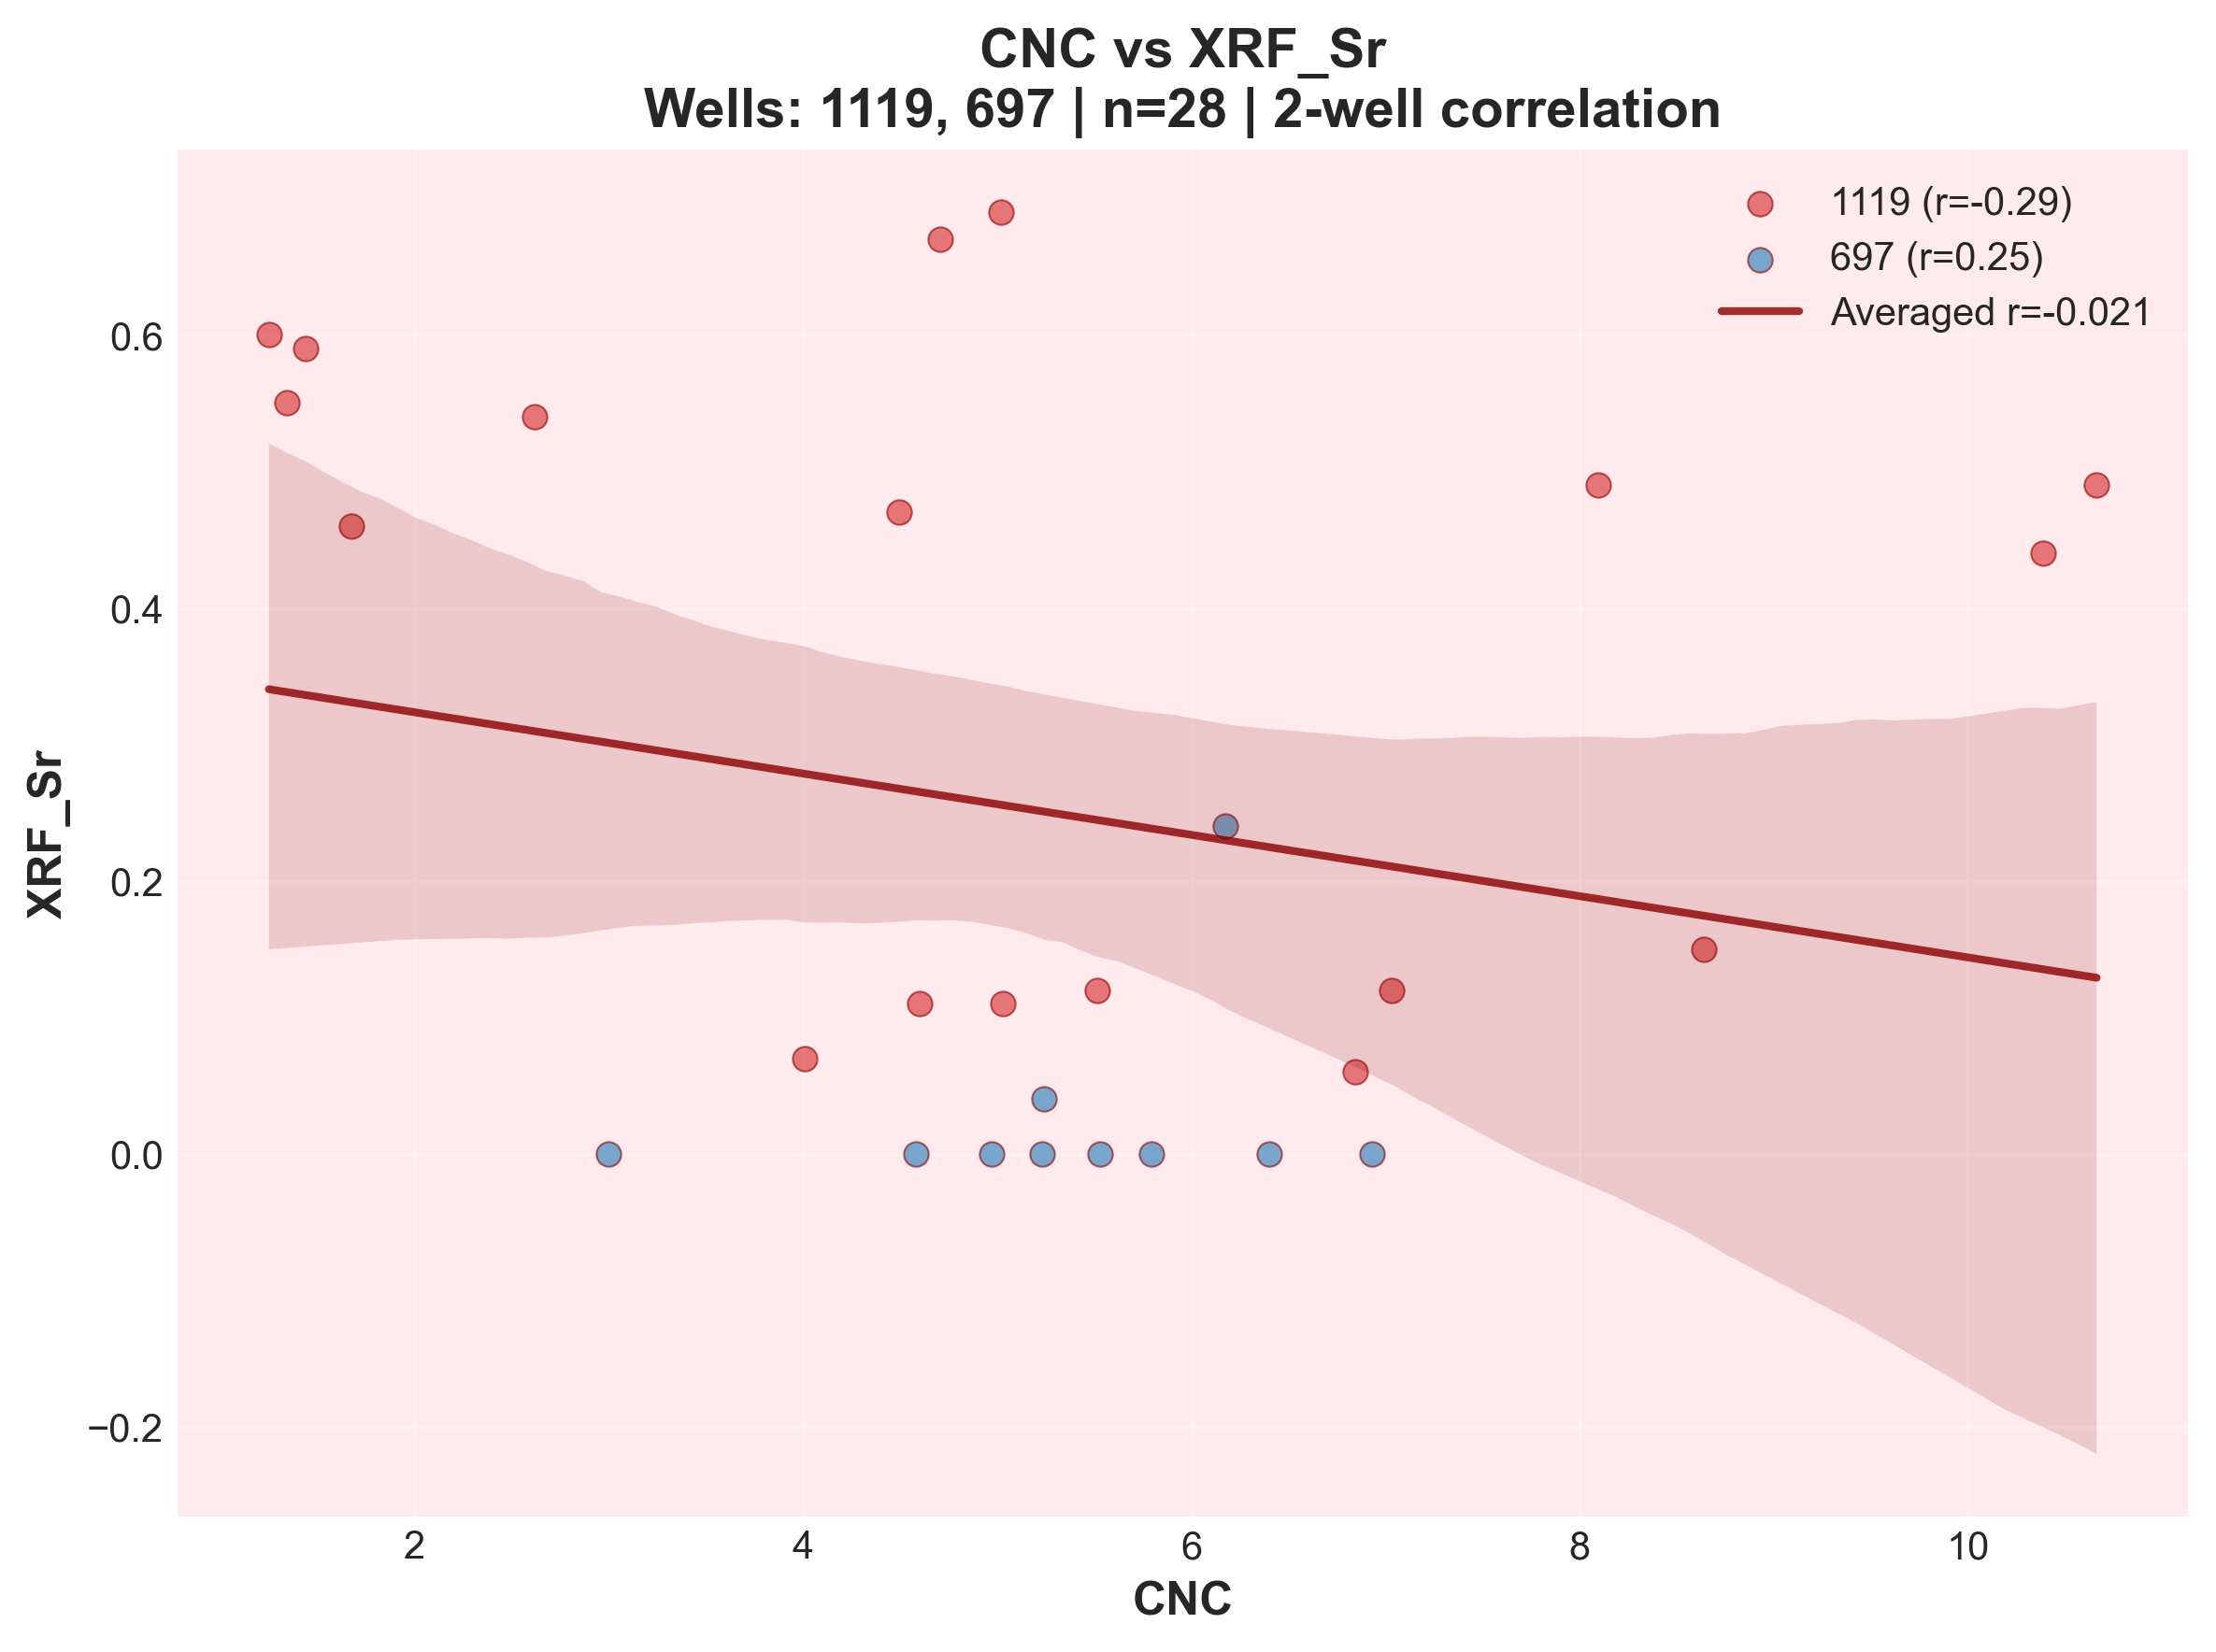 CNC vs XRF_Sr
Wells: 1119, 697 | n=28 | 2-well correlation
1119 (r=-0.29)
697 (r=0.25)
Averaged r=-0.021
XRF_Sr
0.6
0.4
0.2
0.0
−0.2
2 4 6 8 10
CNC